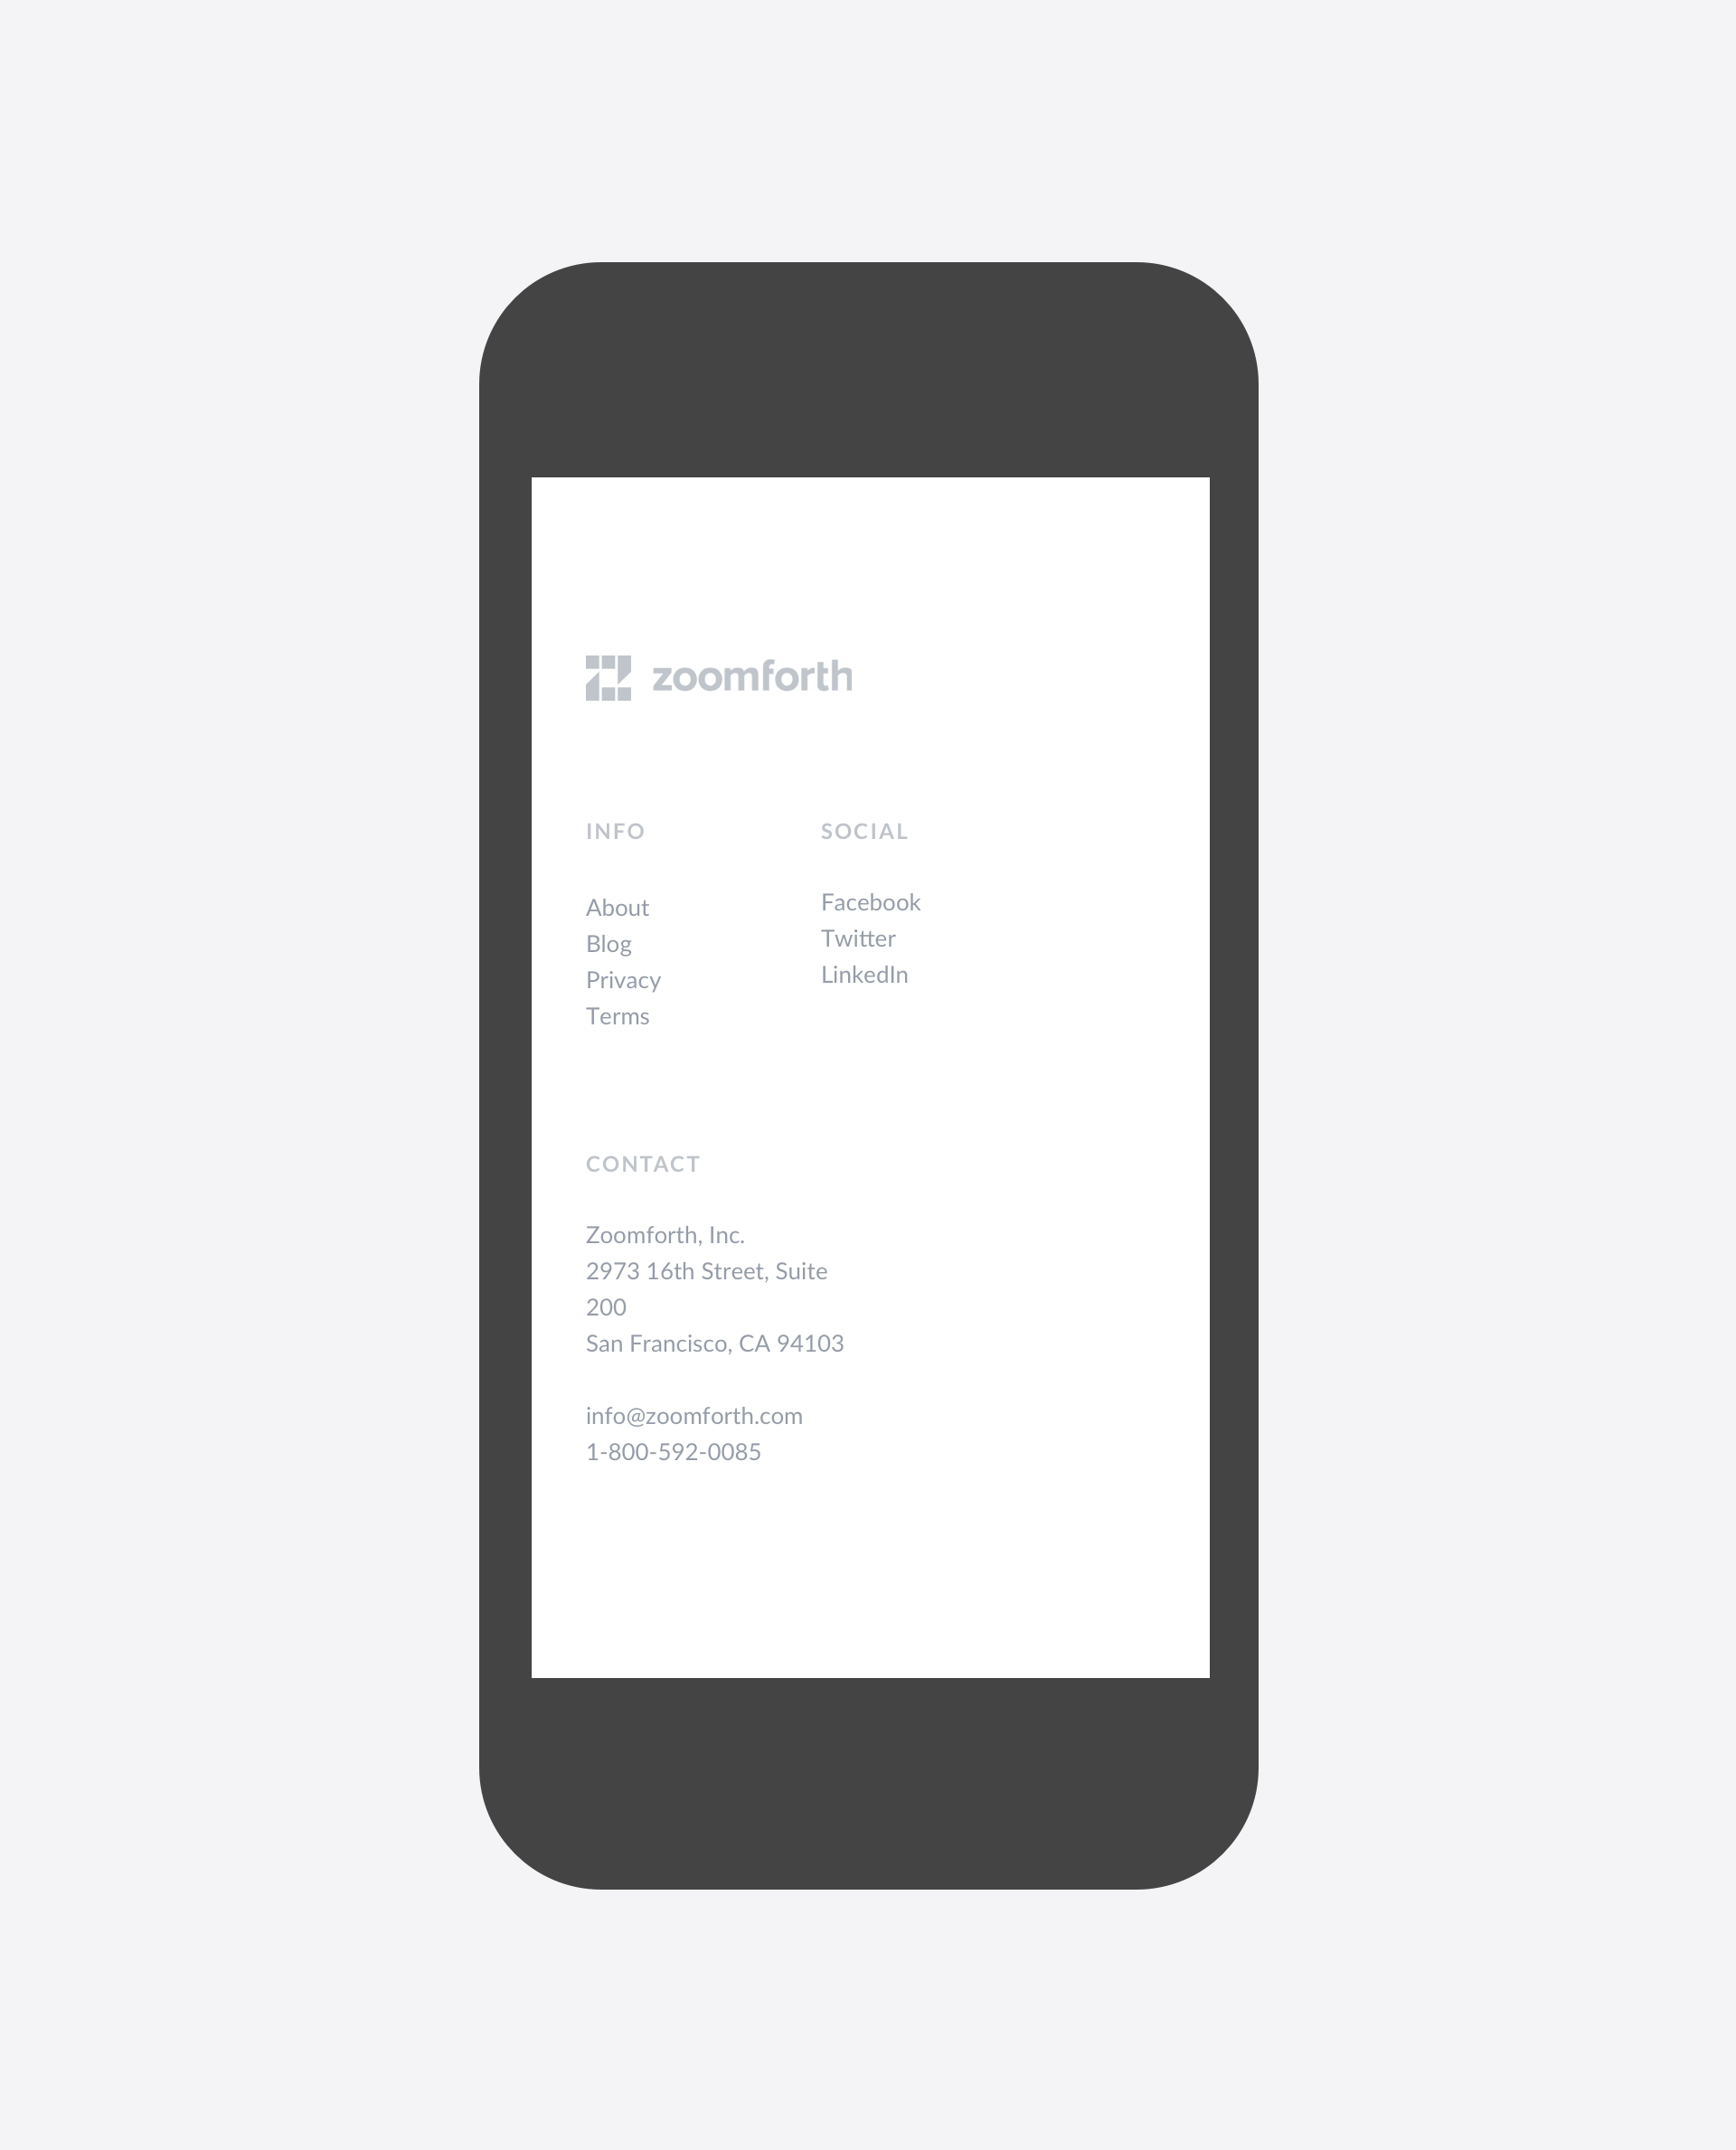 zoomforth
INFO
About
Blog
Privacy
Terms
SOCIAL
Facebook
Twitter
LinkedIn
CONTACT
Zoomforth, Inc.
2973 16th Street, Suite
200
San Francisco, CA 94103
info@zoomforth.com
1-800-592-0085